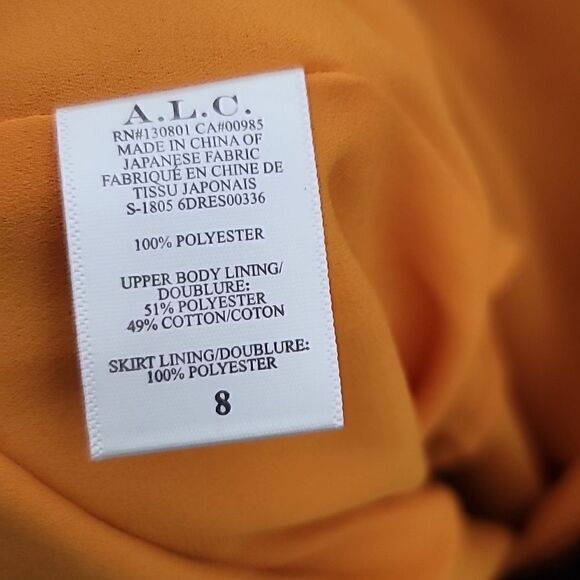 A.L.C.
RN#130801 CA#00985
MADE IN CHINA OF
JAPANESE FABRIC
FABRIQUÉ EN CHINE DE
TISSU JAPONAIS
S-1805 6DRES00336
100% POLYESTER
UPPER BODY LINING/
DOUBLURE:
51% POLYESTER
49% COTTON/COTON
SKIRT LINING/DOUBLURE:
100% POLYESTER
8